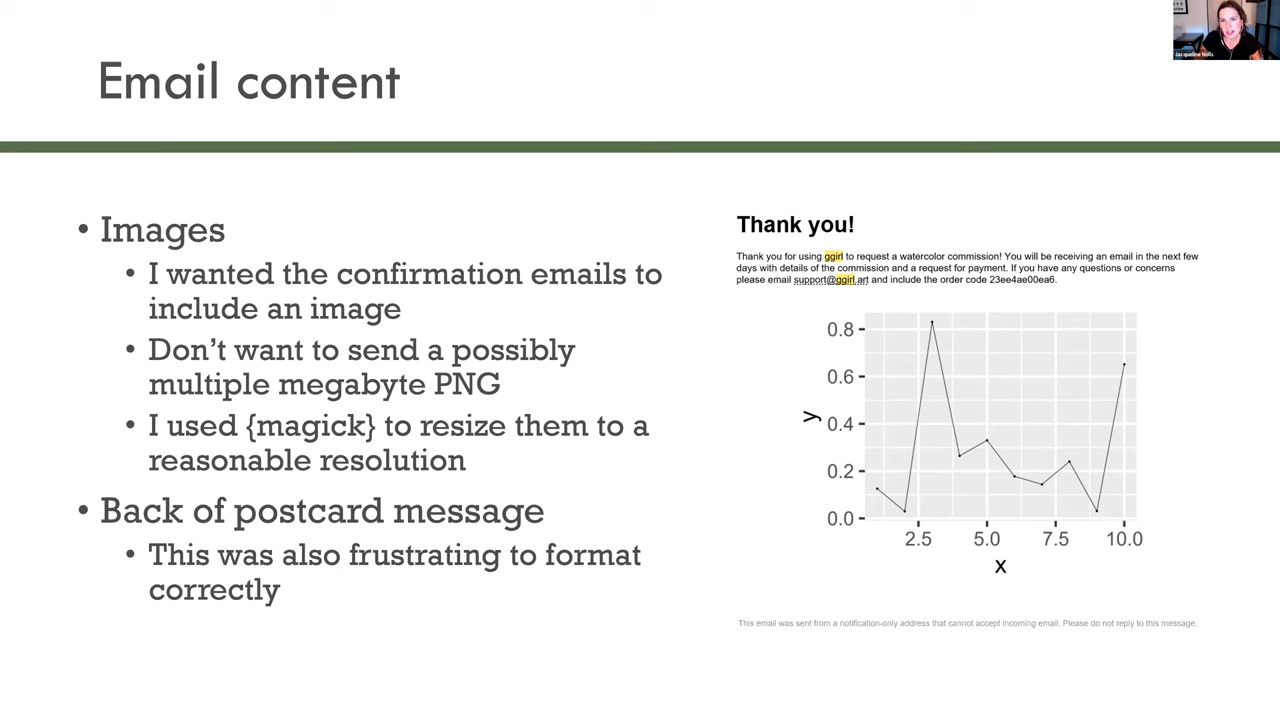 Jacqueline Nolis
Email content
• Images
• I wanted the confirmation emails to
include an image
• Don’t want to send a possibly
multiple megabyte PNG
• I used {magick} to resize them to a
reasonable resolution
• Back of postcard message
• This was also frustrating to format
correctly
Thank you!
Thank you for using ggirl to request a watercolor commission! You will be receiving an email in the next few
days with details of the commission and a request for payment. If you have any questions or concerns
please email support@ggirl.art and include the order code 23ee4ae00ea6.
0.8
0.6
0.4
0.2
0.0
y
2.5 5.0 7.5 10.0
x
This email was sent from a notification-only address that cannot accept incoming email. Please do not reply to this message.